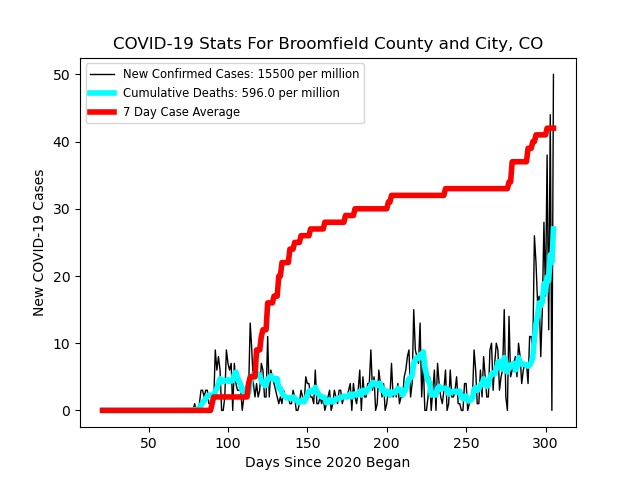 COVID-19 Stats For Broomfield County and City, CO
New Confirmed Cases: 15500 per million
Cumulative Deaths: 596.0 per million
7 Day Case Average
New COVID-19 Cases
50
40
30
20
10
0
50 100 150 200 250 300
Days Since 2020 Began